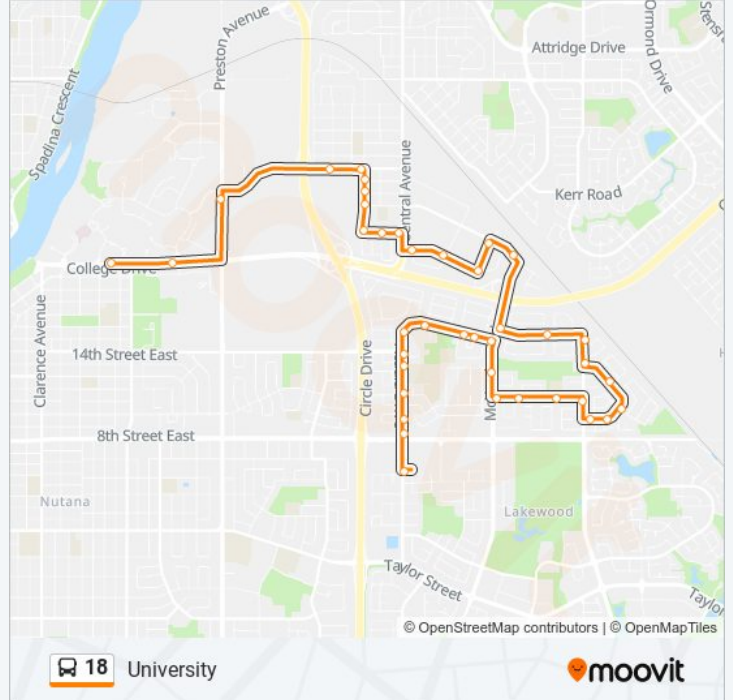 Preston Avenue
Ormond Drive
Attridge Drive
Spadina Crescent
Central Avenue
Kerr Road
College Drive
Clarence Avenue
14th Street East
Circle Drive
8th Street East
Nutana
Lakewood
Taylor Street
Taylor
© OpenStreetMap contributors | © OpenMapTiles
18 University
moovit